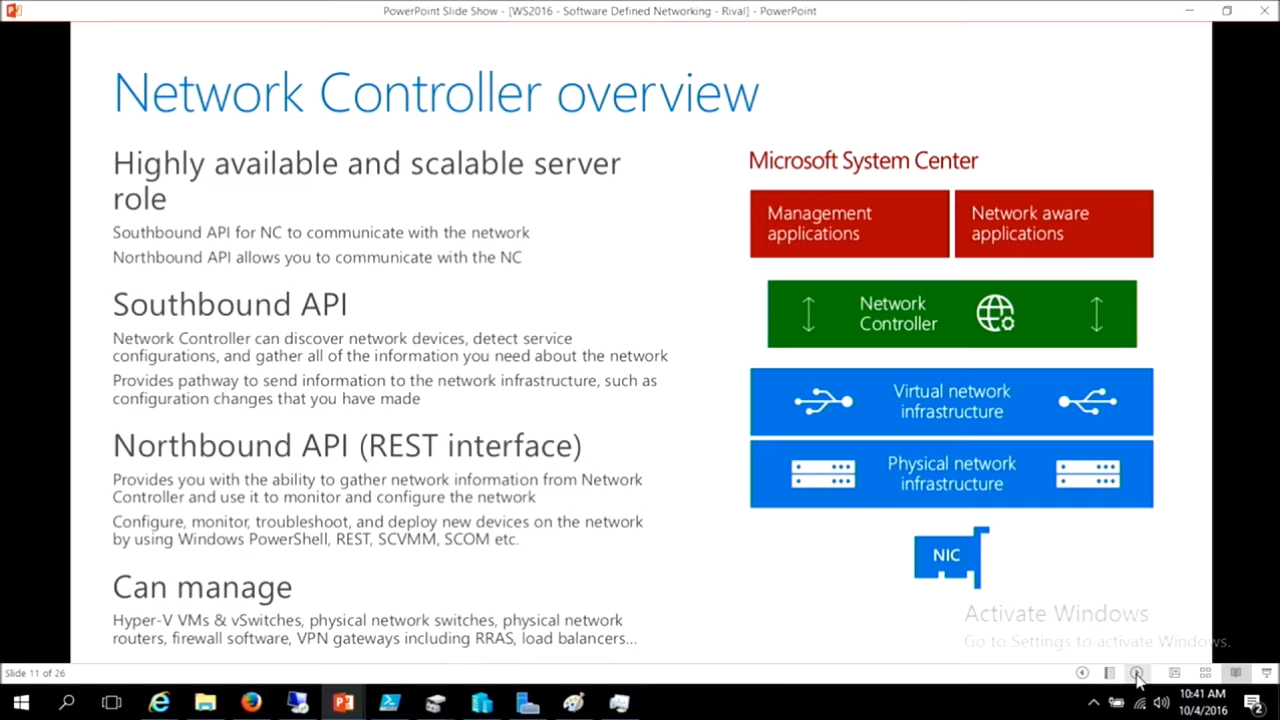 PowerPoint Slide Show - [WS2016 - Software Defined Networking - Rival] - PowerPoint
Network Controller overview
Highly available and scalable server
role
Southbound API for NC to communicate with the network
Northbound API allows you to communicate with the NC
Southbound API
Network Controller can discover network devices, detect service
configurations, and gather all of the information you need about the network
Provides pathway to send information to the network infrastructure, such as
configuration changes that you have made
Northbound API (REST interface)
Provides you with the ability to gather network information from Network
Controller and use it to monitor and configure the network
Configure, monitor, troubleshoot, and deploy new devices on the network
by using Windows PowerShell, REST, SCVMM, SCOM etc.
Can manage
Hyper-V VMs & vSwitches, physical network switches, physical network
routers, firewall software, VPN gateways including RRAS, load balancers...
Microsoft System Center
Management
applications
Network aware
applications
Network
Controller
Virtual network
infrastructure
Physical network
infrastructure
NIC
Activate Windows
Go to Settings to activate Windows.
Slide 11 of 26
10:41 AM
10/4/2016
2